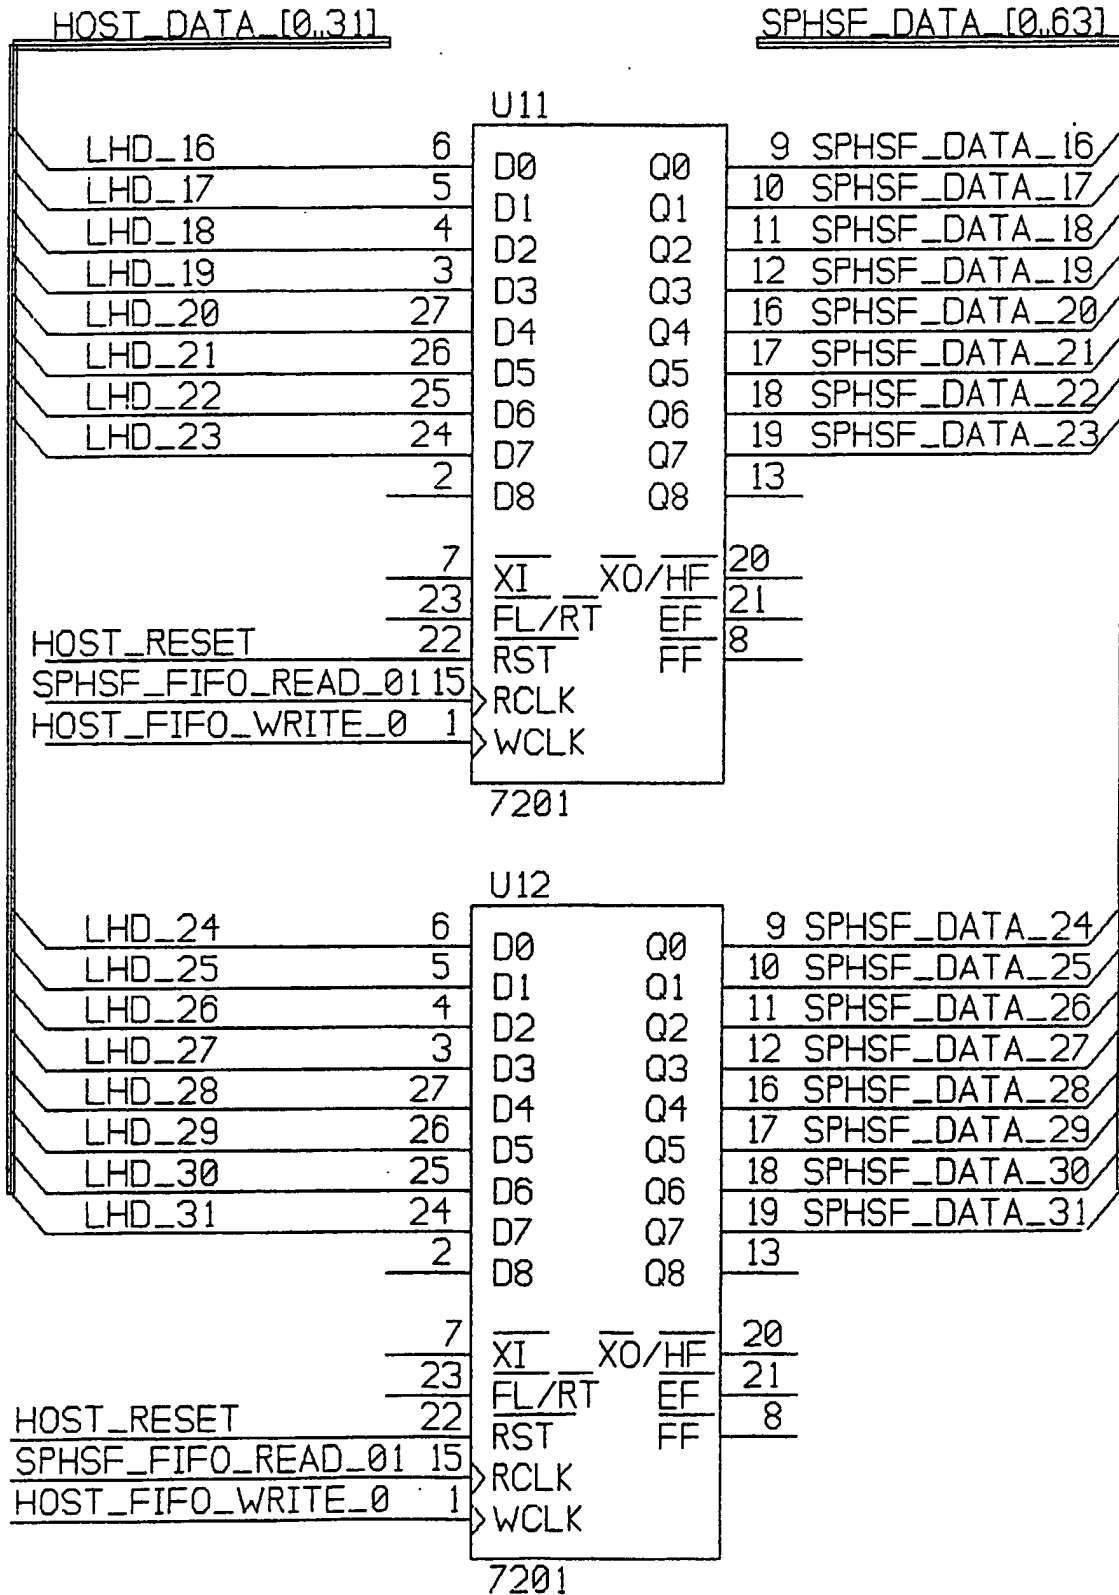 HOST_DATA_[0..31] SPHSF_DATA_[0..63]
U11
LHD_16 6 D0 Q0 9 SPHSF_DATA_16
LHD_17 5 D1 Q1 10 SPHSF_DATA_17
LHD_18 4 D2 Q2 11 SPHSF_DATA_18
LHD_19 3 D3 Q3 12 SPHSF_DATA_19
LHD_20 27 D4 Q4 16 SPHSF_DATA_20
LHD_21 26 D5 Q5 17 SPHSF_DATA_21
LHD_22 25 D6 Q6 18 SPHSF_DATA_22
LHD_23 24 D7 Q7 19 SPHSF_DATA_23
2 D8 Q8 13
7 XI XO/HF 20
23 FL/RT EF 21
HOST_RESET 22 RST FF 8
SPHSF_FIFO_READ_01 15 RCLK
HOST_FIFO_WRITE_0 1 WCLK
7201
U12
LHD_24 6 D0 Q0 9 SPHSF_DATA_24
LHD_25 5 D1 Q1 10 SPHSF_DATA_25
LHD_26 4 D2 Q2 11 SPHSF_DATA_26
LHD_27 3 D3 Q3 12 SPHSF_DATA_27
LHD_28 27 D4 Q4 16 SPHSF_DATA_28
LHD_29 26 D5 Q5 17 SPHSF_DATA_29
LHD_30 25 D6 Q6 18 SPHSF_DATA_30
LHD_31 24 D7 Q7 19 SPHSF_DATA_31
2 D8 Q8 13
7 XI XO/HF 20
23 FL/RT EF 21
HOST_RESET 22 RST FF 8
SPHSF_FIFO_READ_01 15 RCLK
HOST_FIFO_WRITE_0 1 WCLK
7201